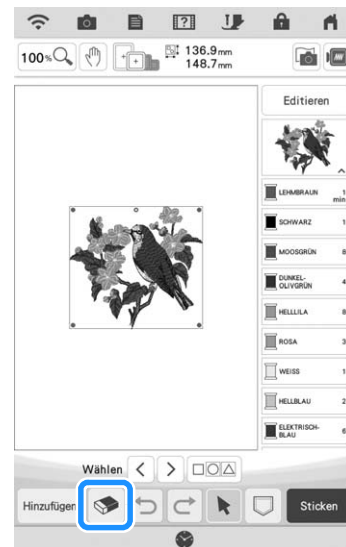 100%
136.9mm
148.7mm
Editieren
LEHMBRAUN 1
min
SCHWARZ 1
MOOSGRÜN 8
DUNKEL-
OLIVGRÜN 4
HELLLILA 8
ROSA 3
WEISS 1
HELLBLAU 2
ELEKTRISCH-
BLAU 6
Wählen
Hinzufügen
Sticken